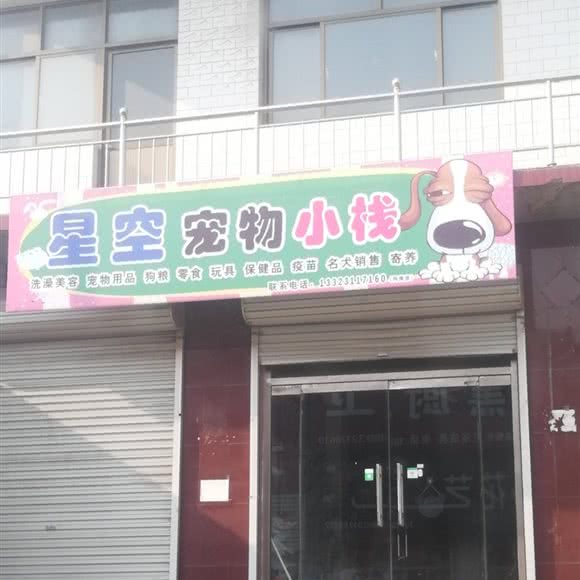 星空宠物小栈
洗澡美容 宠物用品 狗粮 零食 玩具 保健品 疫苗 名犬销售 寄养
联系电话：13323117160